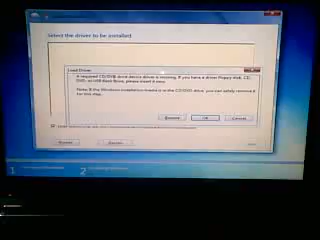 Select the driver to be installed.
Load Driver
A required CD/DVD drive device driver is missing. If you have a driver floppy disk, CD,
DVD, or USB flash drive, please insert it now.
Note: If the Windows installation media is in the CD/DVD drive, you can safely remove it
for this step.
Browse OK Cancel
Browse Rescan
1
2